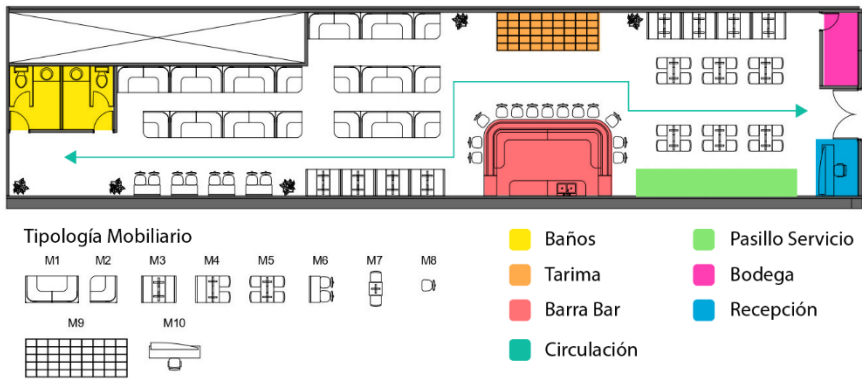 Tipología Mobiliario
M1 M2 M3 M4 M5 M6 M7 M8
M9 M10
Baños
Tarima
Barra Bar
Circulación
Pasillo Servicio
Bodega
Recepción